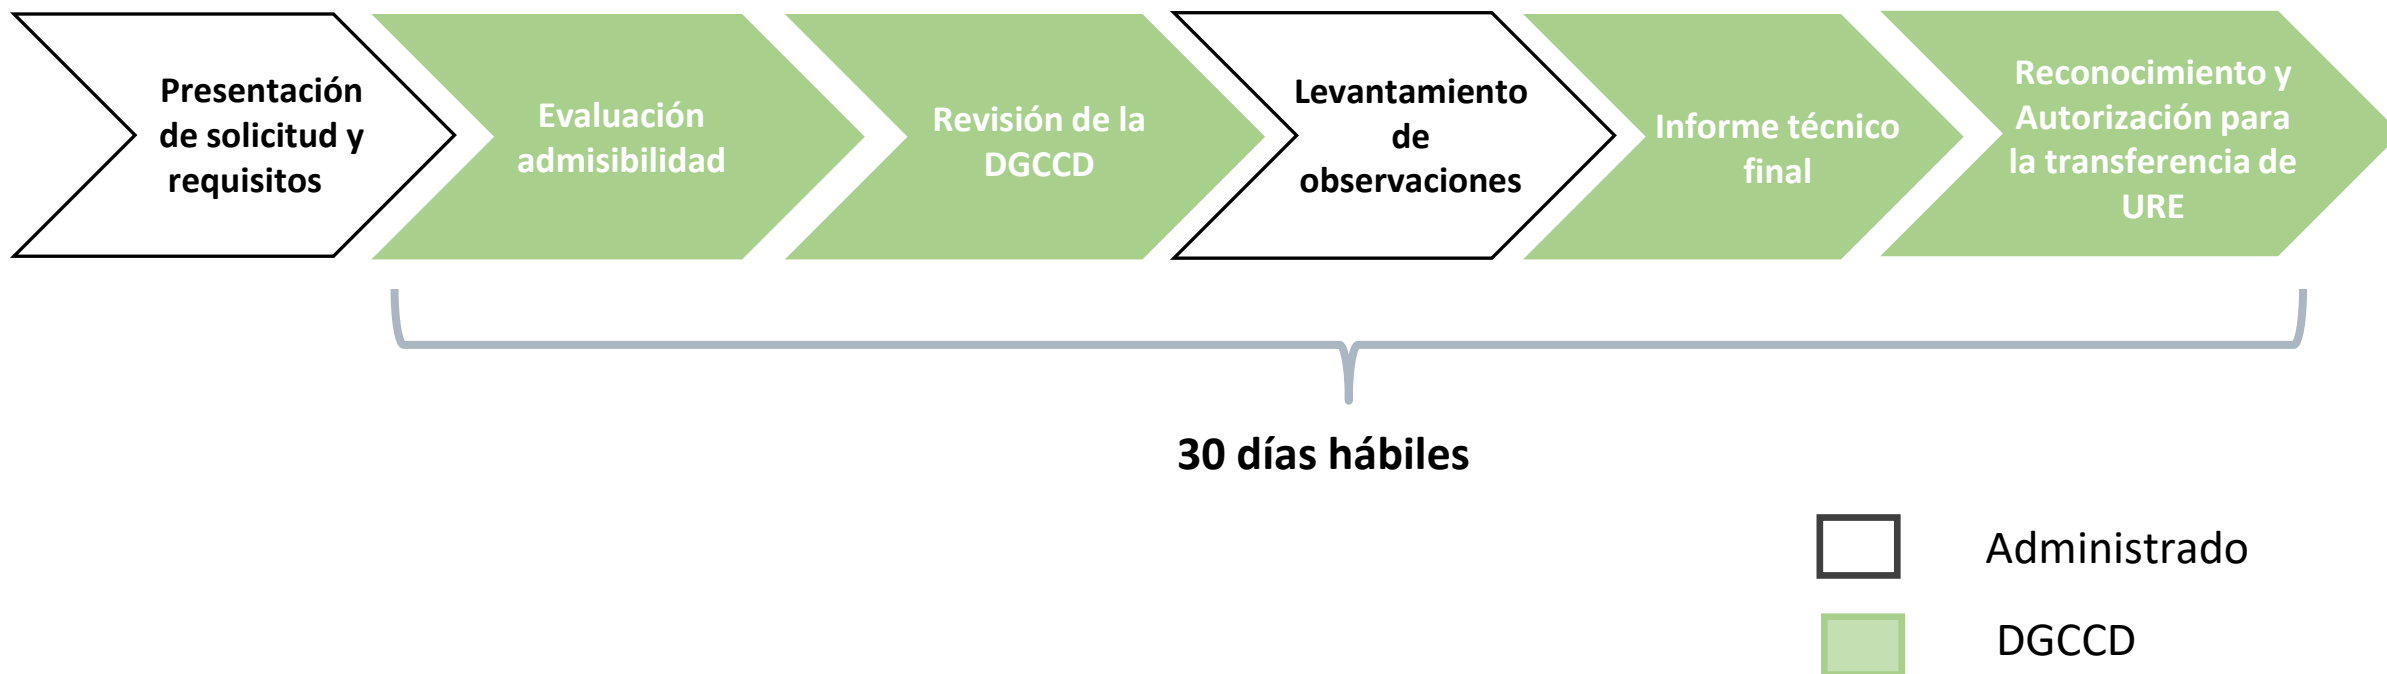 Presentación
de solicitud y
requisitos
Evaluación
admisibilidad
Revisión de la
DGCCD
Levantamiento
de
observaciones
Informe técnico
final
Reconocimiento y
Autorización para
la transferencia de
URE
30 días hábiles
Administrado
DGCCD